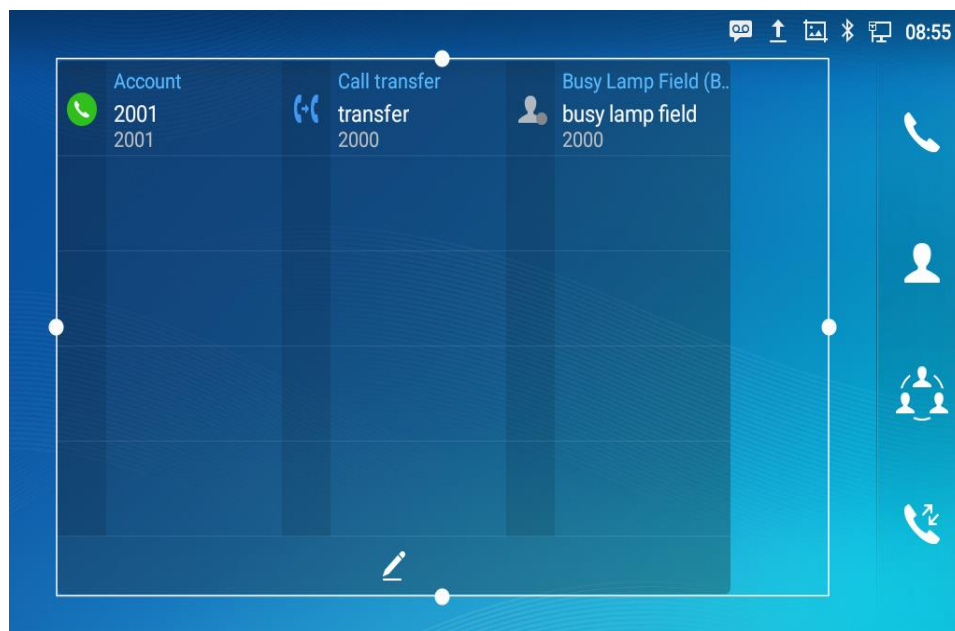 08:55
Account
2001
2001
Call transfer
transfer
2000
Busy Lamp Field (B..
busy lamp field
2000